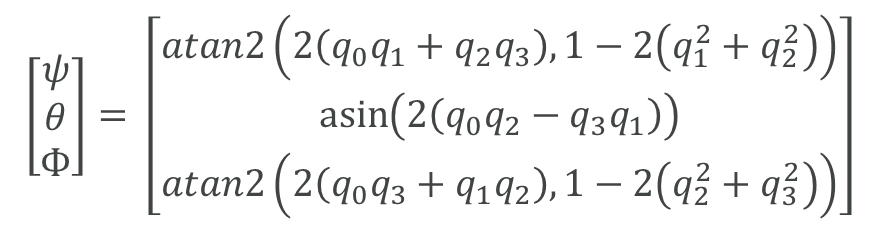 [ψ θ Φ] = [
atan2(2(q₀q₁ + q₂q₃), 1 − 2(q₁² + q₂²))
asin(2(q₀q₂ − q₃q₁))
atan2(2(q₀q₃ + q₁q₂), 1 − 2(q₂² + q₃²))
]